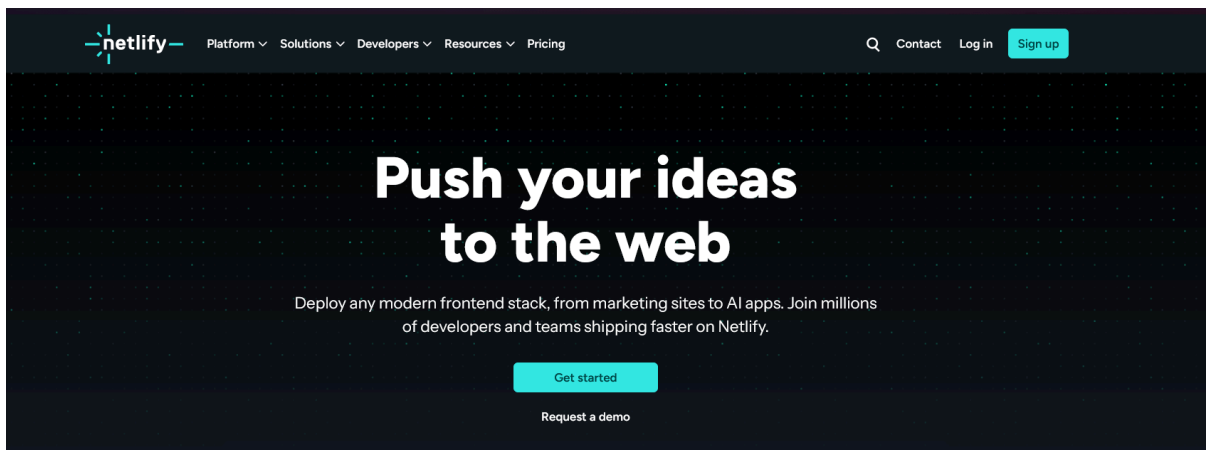 netlify
Platform Solutions Developers Resources Pricing
Contact Log in Sign up
Push your ideas
to the web
Deploy any modern frontend stack, from marketing sites to AI apps. Join millions
of developers and teams shipping faster on Netlify.
Get started
Request a demo